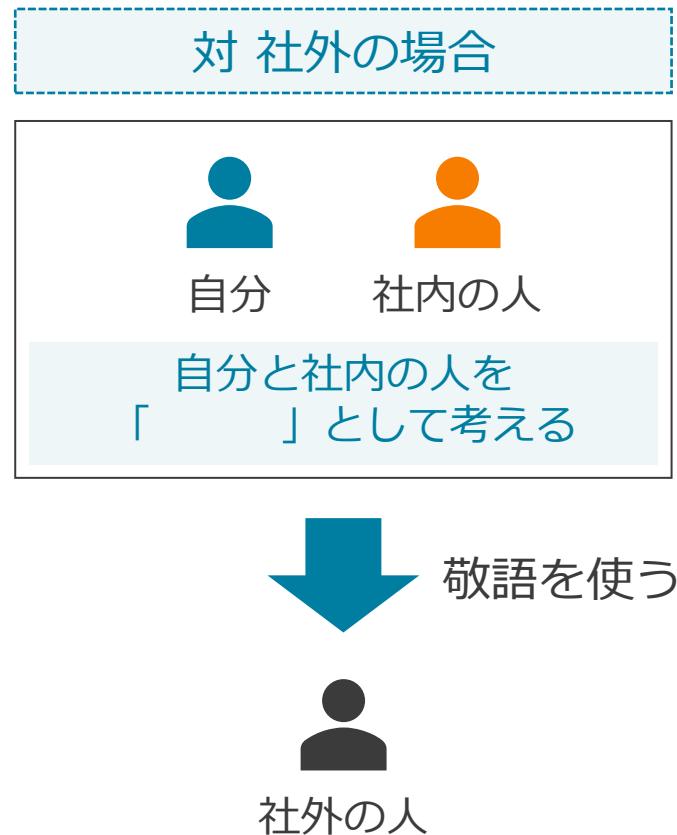 対 社外の場合
自分
社内の人
自分と社内の人を
「　　　」として考える
敬語を使う
社外の人